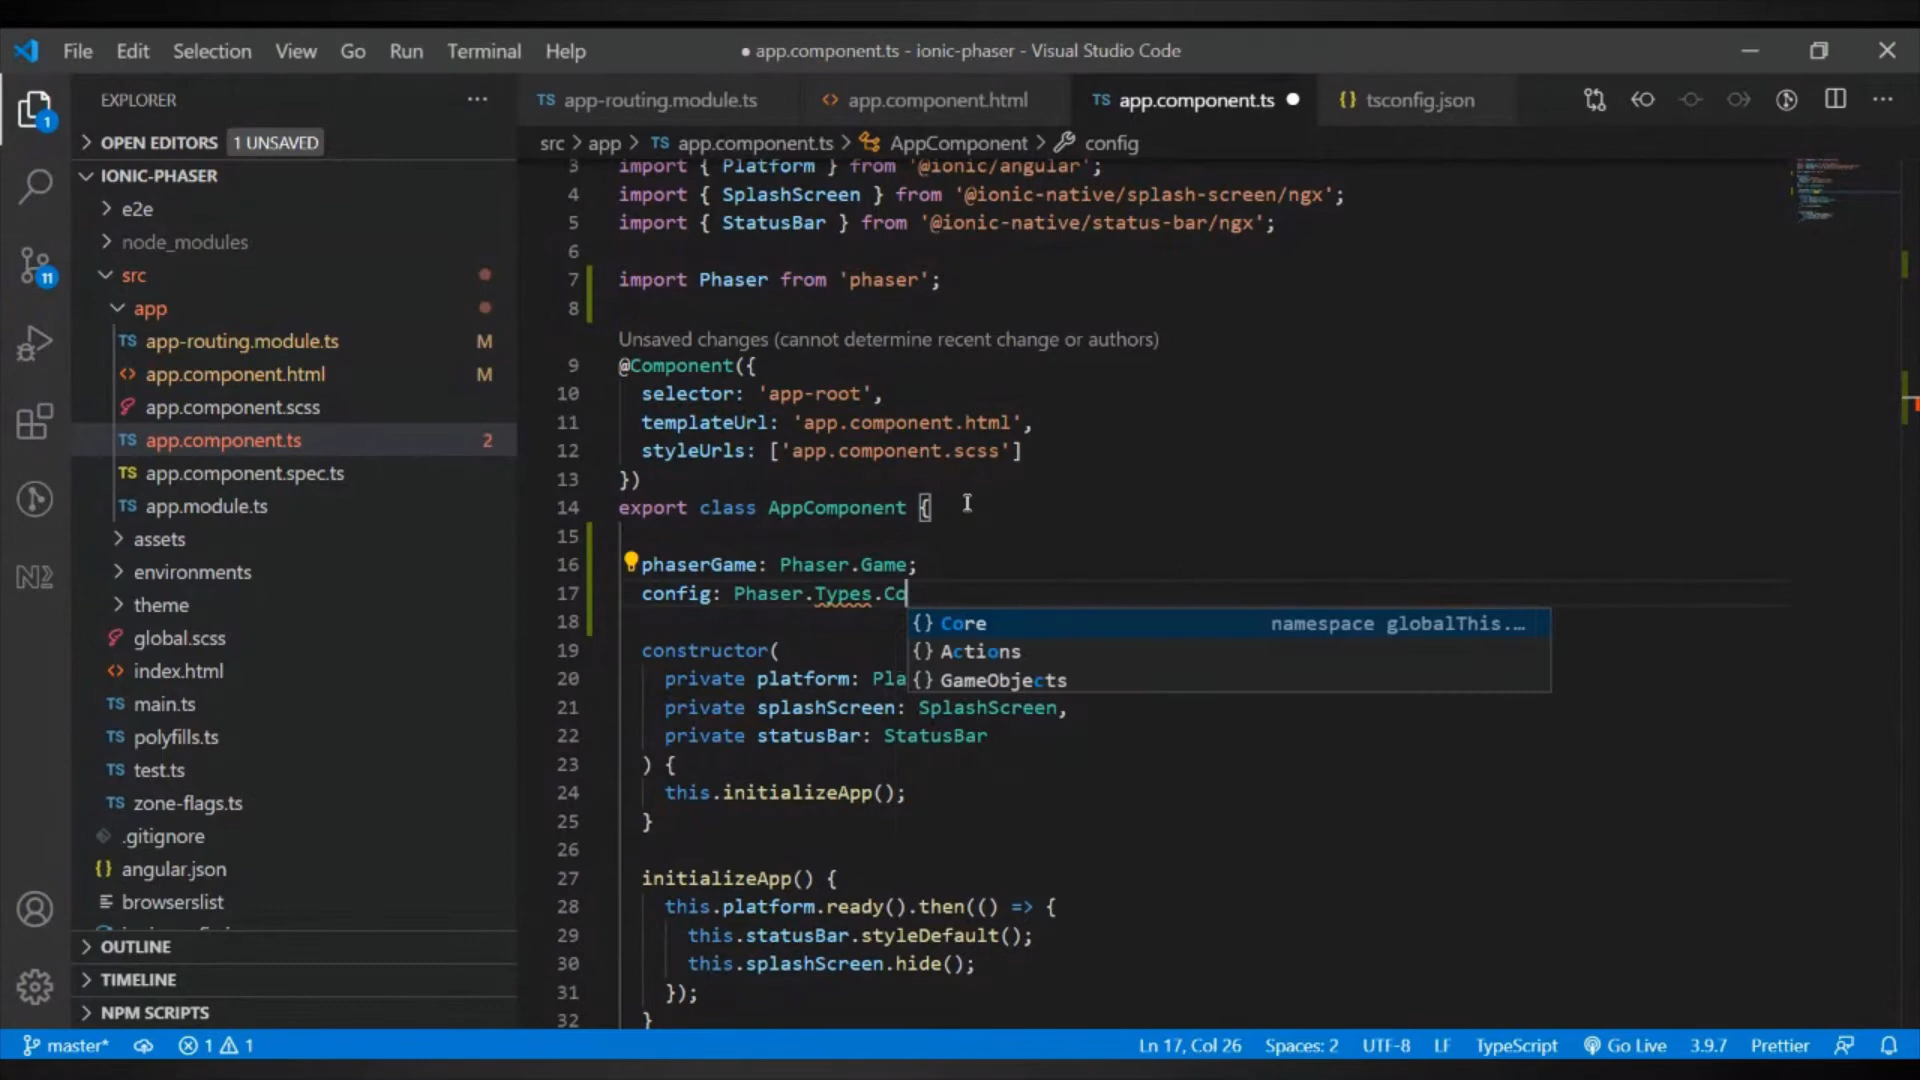 File Edit Selection View Go Run Terminal Help
● app.component.ts - ionic-phaser - Visual Studio Code
EXPLORER
OPEN EDITORS 1 UNSAVED
IONIC-PHASER
e2e
node_modules
src
app
TS app-routing.module.ts M
<> app.component.html M
app.component.scss
TS app.component.ts 2
TS app.component.spec.ts
TS app.module.ts
assets
environments
theme
global.scss
<> index.html
TS main.ts
TS polyfills.ts
TS test.ts
TS zone-flags.ts
.gitignore
{} angular.json
browserslist
OUTLINE
TIMELINE
NPM SCRIPTS
1
11
TS app-routing.module.ts <> app.component.html TS app.component.ts ● {} tsconfig.json
src > app > TS app.component.ts > AppComponent > config
3 import { Platform } from '@ionic/angular';
4 import { SplashScreen } from '@ionic-native/splash-screen/ngx';
5 import { StatusBar } from '@ionic-native/status-bar/ngx';
6
7 import Phaser from 'phaser';
8
Unsaved changes (cannot determine recent change or authors)
9 @Component({
10 selector: 'app-root',
11 templateUrl: 'app.component.html',
12 styleUrls: ['app.component.scss']
13 })
14 export class AppComponent {
15
16 phaserGame: Phaser.Game;
17 config: Phaser.Types.Co
{} Core namespace globalThis.…
{} Actions
{} GameObjects
18
19 constructor(
20 private platform: Pla
21 private splashScreen: SplashScreen,
22 private statusBar: StatusBar
23 ) {
24 this.initializeApp();
25 }
26
27 initializeApp() {
28 this.platform.ready().then(() => {
29 this.statusBar.styleDefault();
30 this.splashScreen.hide();
31 });
32 }
master* 1 1 Ln 17, Col 26 Spaces: 2 UTF-8 LF TypeScript Go Live 3.9.7 Prettier